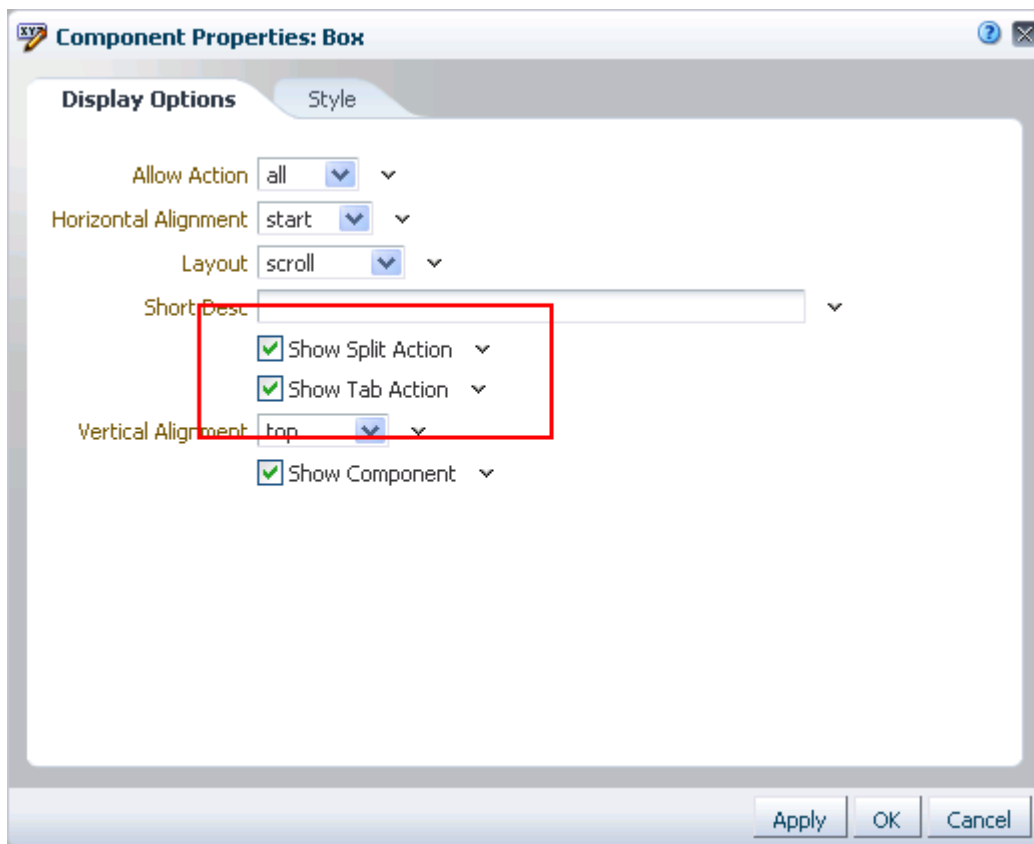 Component Properties: Box
Display Options Style
Allow Action all
Horizontal Alignment start
Layout scroll
Short Desc
Show Split Action
Show Tab Action
Vertical Alignment top
Show Component
Apply OK Cancel